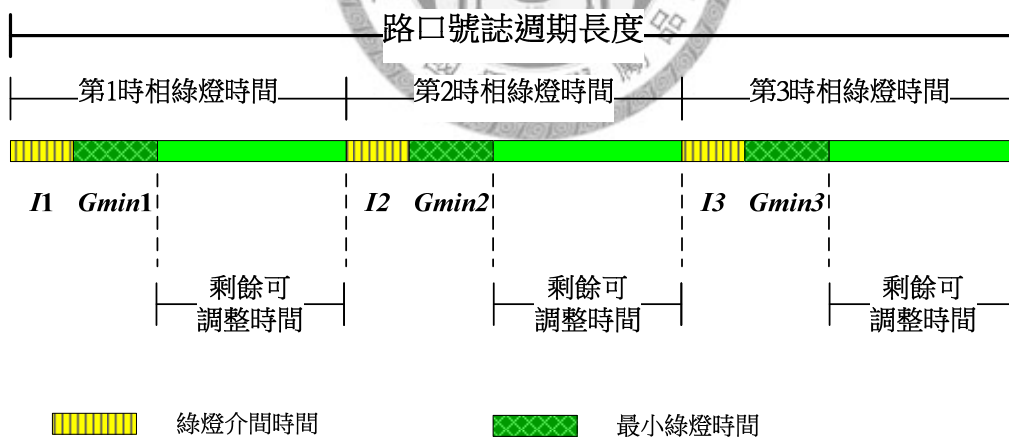 路口號誌週期長度
第1時相綠燈時間 第2時相綠燈時間 第3時相綠燈時間
I1 Gmin1 I2 Gmin2 I3 Gmin3
剩餘可 剩餘可 剩餘可
調整時間 調整時間 調整時間
綠燈介間時間 最小綠燈時間